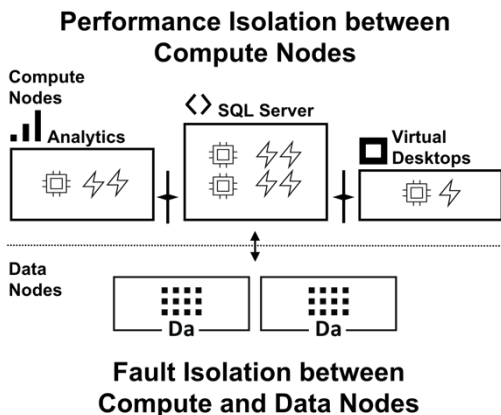 Performance Isolation between
Compute Nodes
Compute
Nodes
Analytics
SQL Server
Virtual
Desktops
Data
Nodes
Da
Da
Fault Isolation between
Compute and Data Nodes